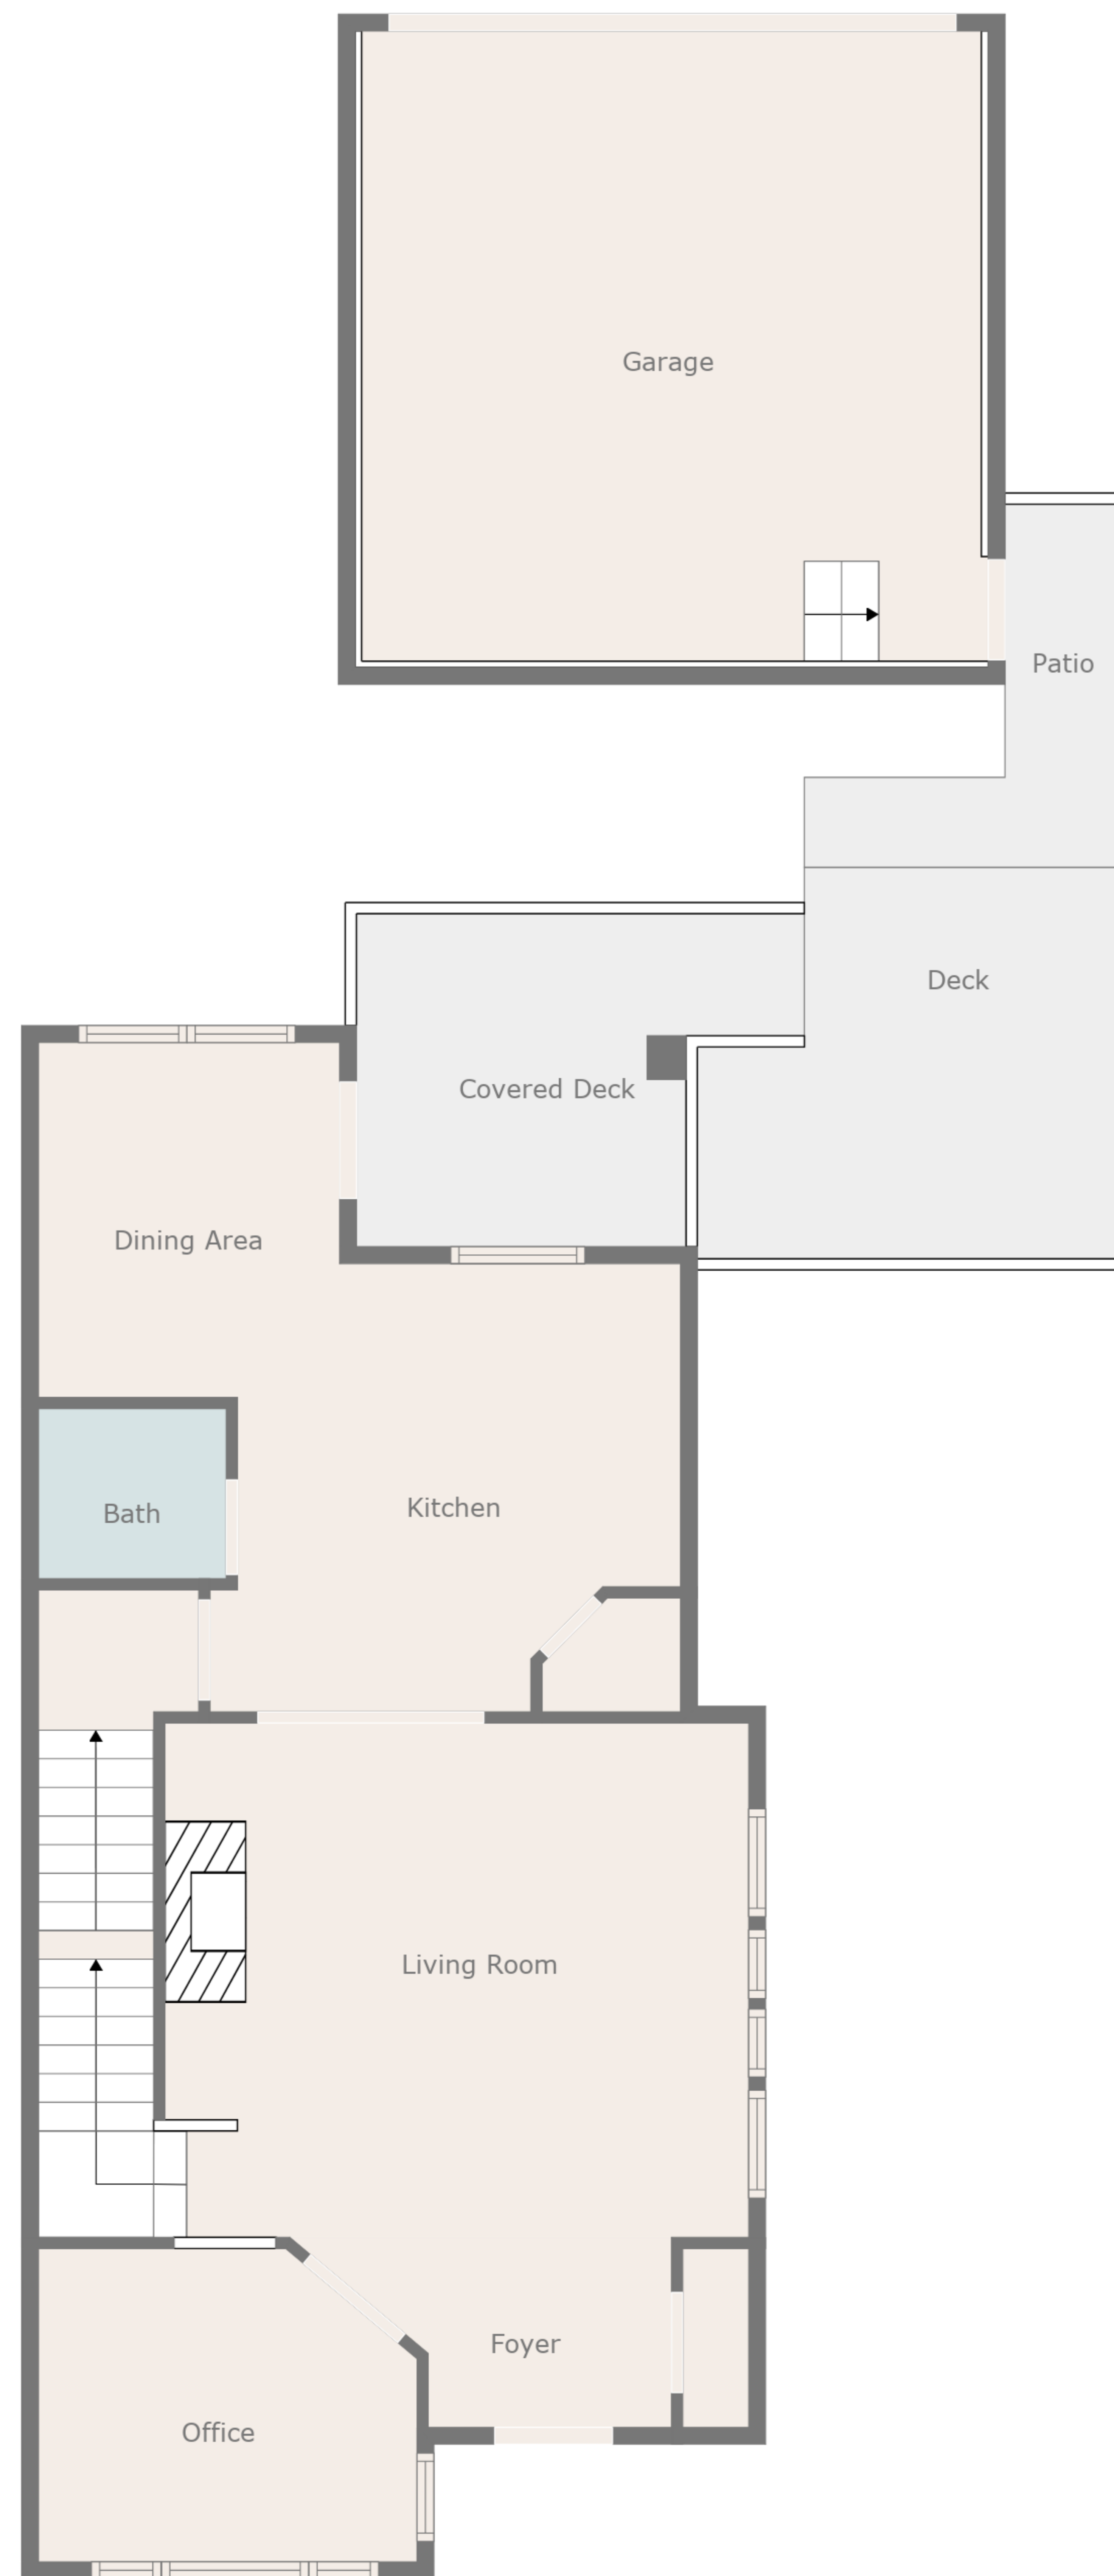 Garage
Patio
Deck
Covered Deck
Dining Area
Kitchen
Bath
Living Room
Foyer
Office